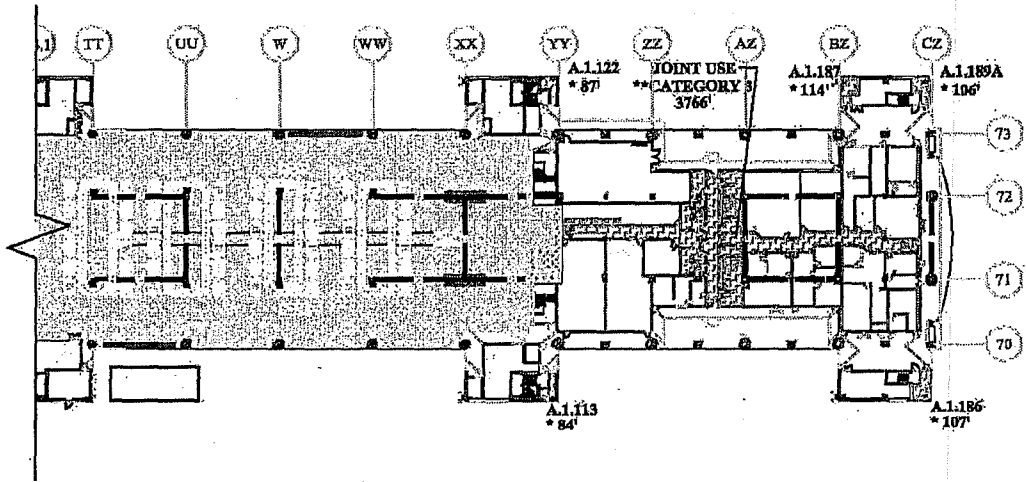 TT
UU
W
WW
XX
YY
ZZ
AZ
BZ
CZ
A.1.122
* 87'
JOINT USE
**CATEGORY 3
3766'
A.1.187
* 114'
A.1.189A
* 106'
73
72
71
70
A.1.113
* 84'
A.1.186
* 107'